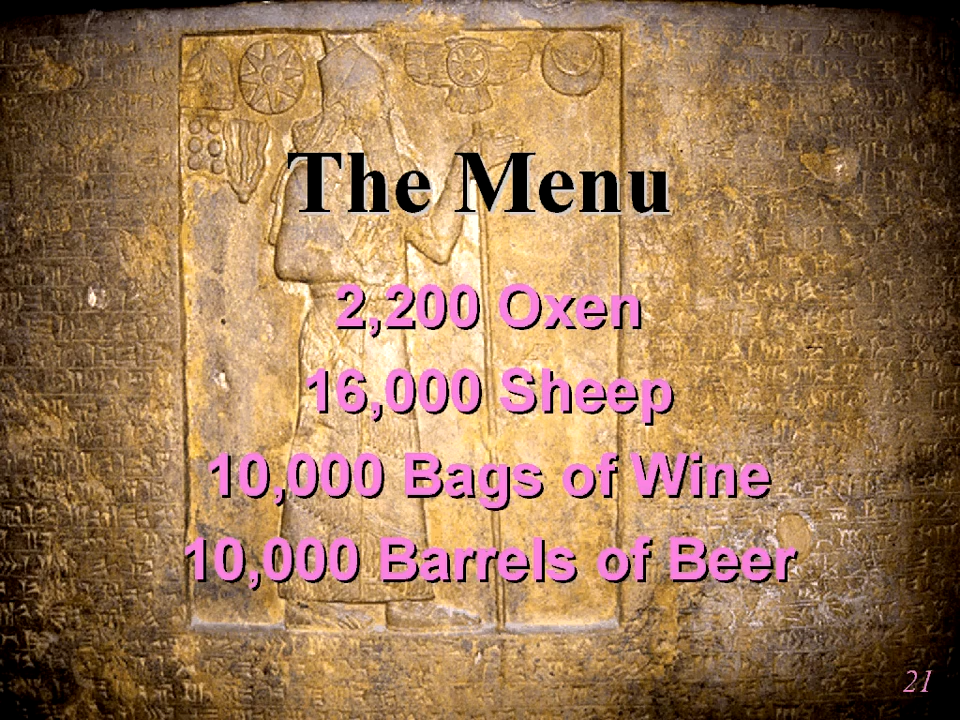 The Menu
2,200 Oxen
16,000 Sheep
10,000 Bags of Wine
10,000 Barrels of Beer
21